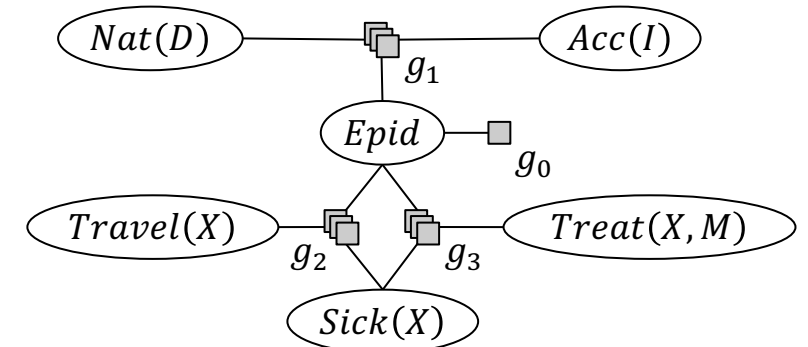 Nat(D)
Acc(I)
g₁
Epid
g₀
Travel(X)
Treat(X, M)
g₂
g₃
Sick(X)